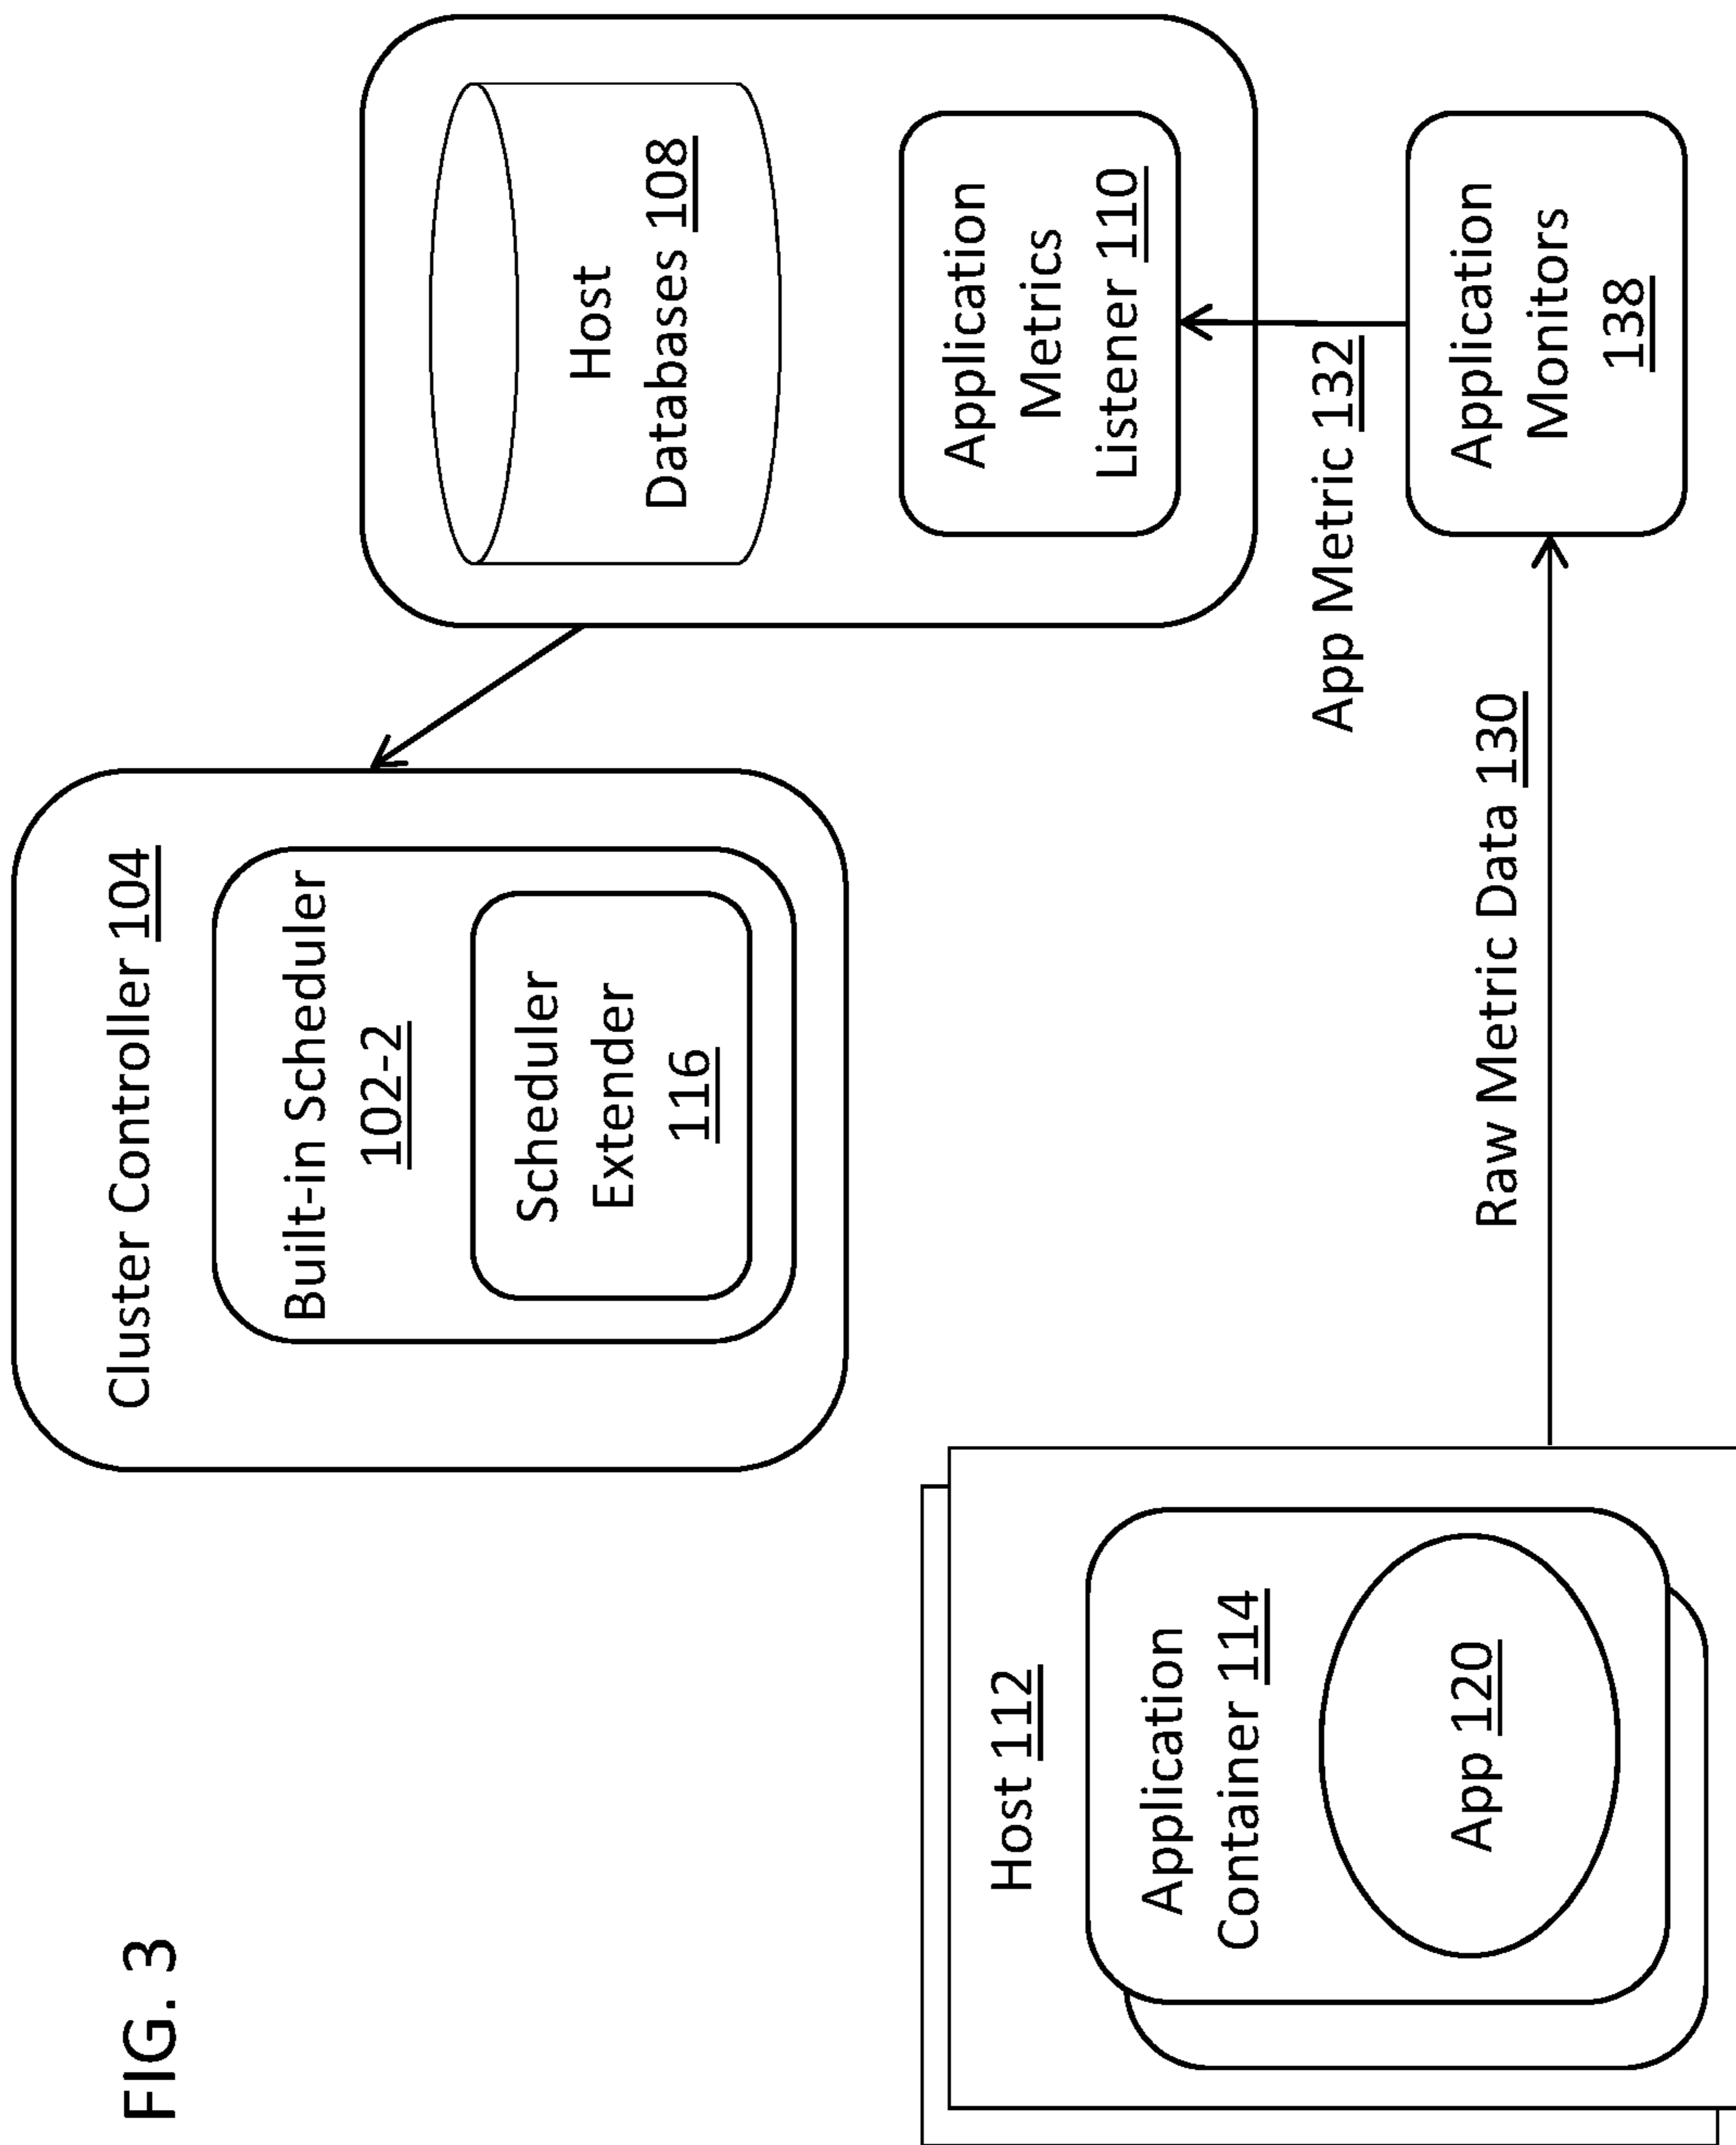 FIG. 3
Cluster Controller 104
Built-in Scheduler
102-2
Scheduler
Extender
116
Host
Databases 108
Application
Metrics
Listener 110
App Metric 132
Application
Monitors
138
Raw Metric Data 130
Host 112
Application
Container 114
App 120